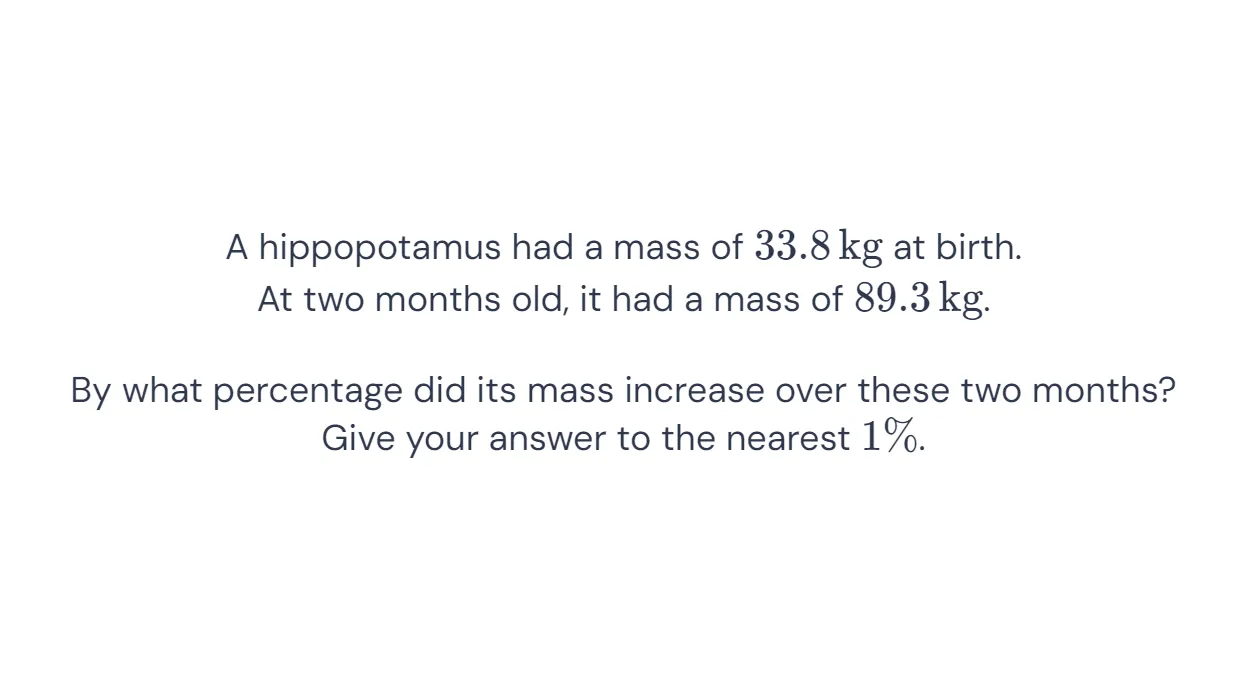 A hippopotamus had a mass of 33.8 kg at birth.
At two months old, it had a mass of 89.3 kg.
By what percentage did its mass increase over these two months?
Give your answer to the nearest 1%.